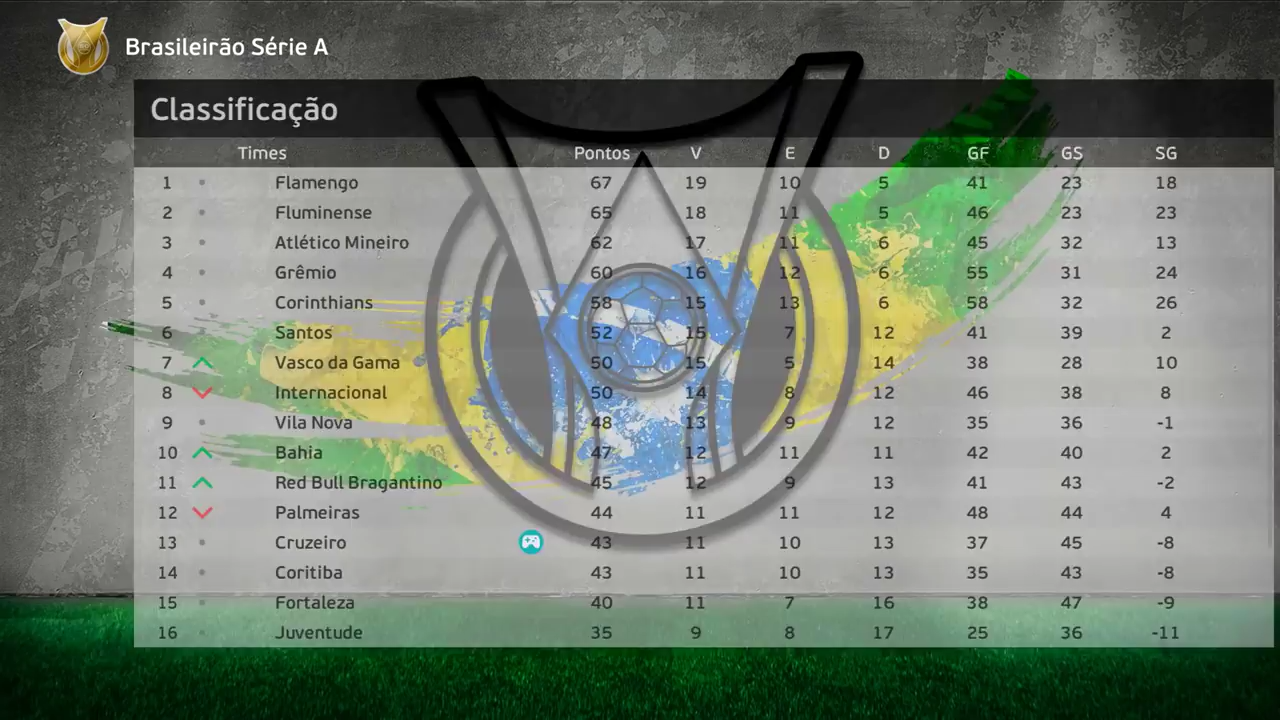 Brasileirão Série A
Classificação
Times Pontos V E D GF GS SG
1 Flamengo 67 19 10 5 41 23 18
2 Fluminense 65 18 11 5 46 23 23
3 Atlético Mineiro 62 17 11 6 45 32 13
4 Grêmio 60 16 12 6 55 31 24
5 Corinthians 58 15 13 6 58 32 26
6 Santos 52 15 7 12 41 39 2
7 Vasco da Gama 50 15 5 14 38 28 10
8 Internacional 50 14 8 12 46 38 8
9 Vila Nova 48 13 9 12 35 36 -1
10 Bahia 47 12 11 11 42 40 2
11 Red Bull Bragantino 45 12 9 13 41 43 -2
12 Palmeiras 44 11 11 12 48 44 4
13 Cruzeiro 43 11 10 13 37 45 -8
14 Coritiba 43 11 10 13 35 43 -8
15 Fortaleza 40 11 7 16 38 47 -9
16 Juventude 35 9 8 17 25 36 -11